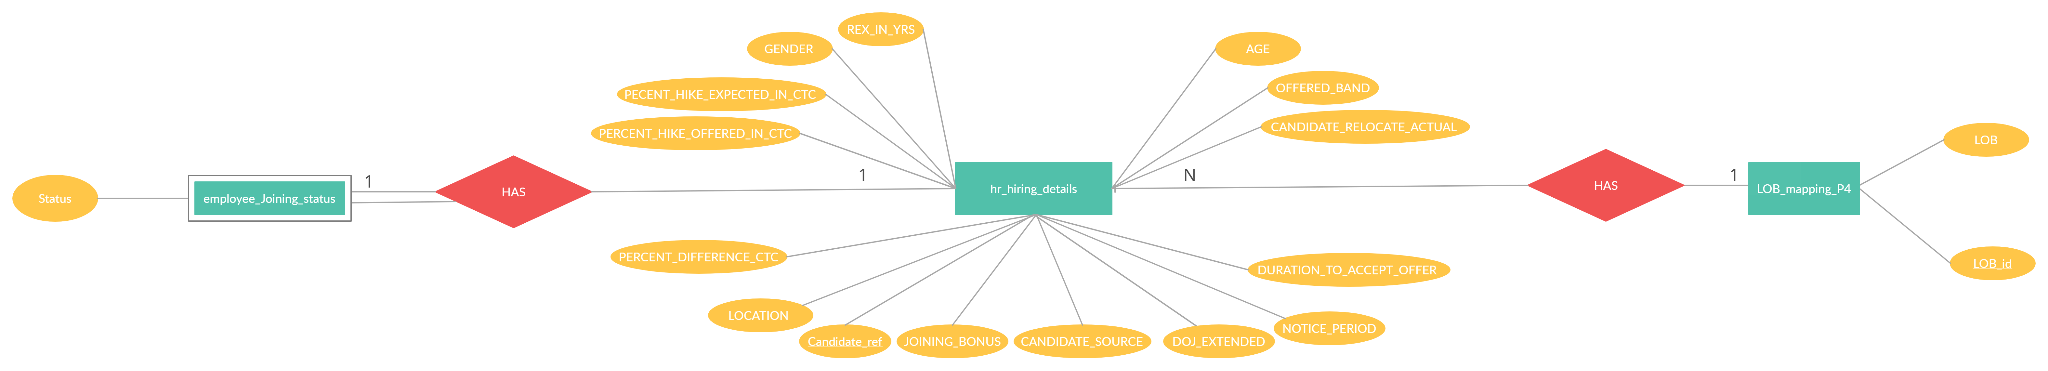 REX_IN_YRS
GENDER
AGE
OFFERED_BAND
PECENT_HIKE_EXPECTED_IN_CTC
CANDIDATE_RELOCATE_ACTUAL
PERCENT_HIKE_OFFERED_IN_CTC
LOB
1
1
N
1
HAS
HAS
hr_hiring_details
LOB_mapping_P4
Status
employee_Joining_status
PERCENT_DIFFERENCE_CTC
LOB_id
DURATION_TO_ACCEPT_OFFER
LOCATION
NOTICE_PERIOD
Candidate_ref
JOINING_BONUS
CANDIDATE_SOURCE
DOJ_EXTENDED